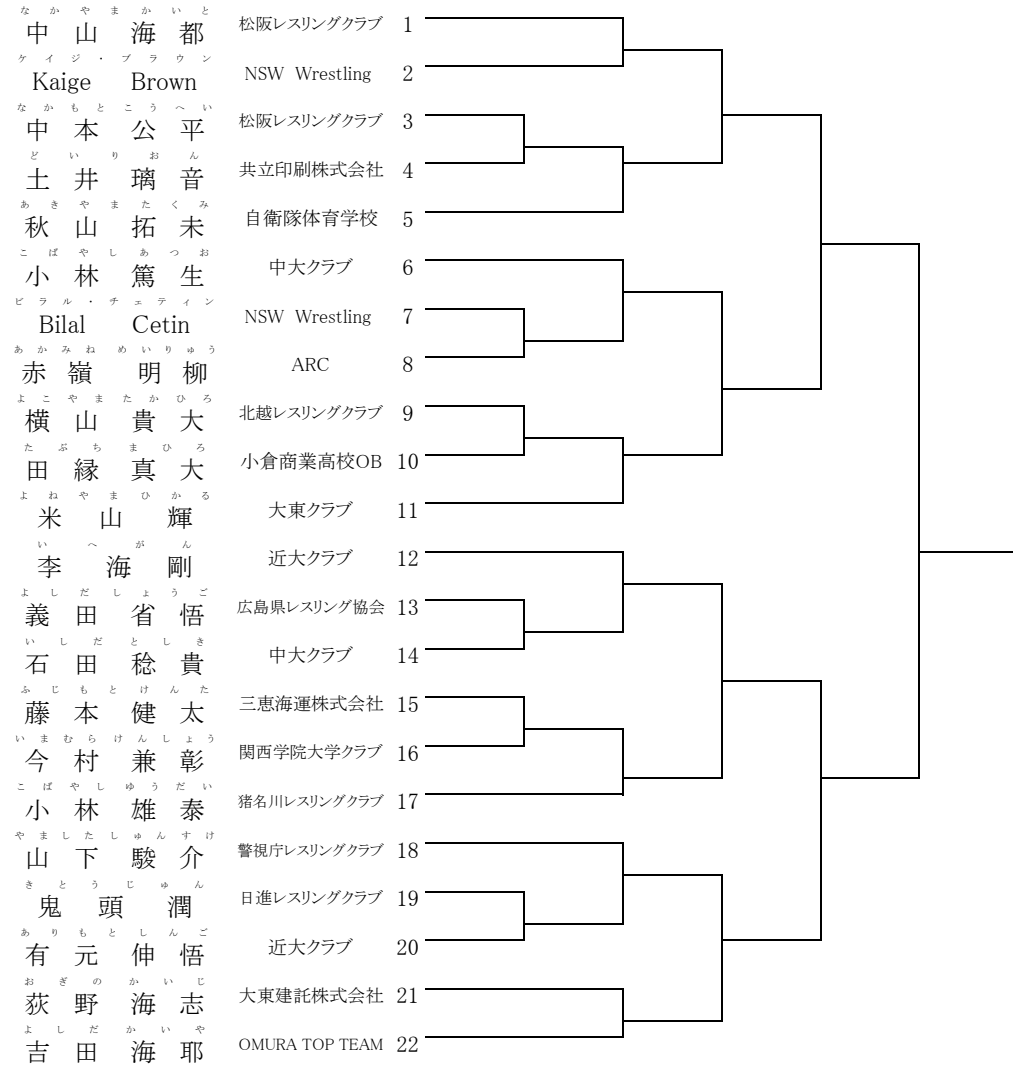 なかやまかいと
中山 海都 松阪レスリングクラブ 1
ケイジ・ブラウン
Kaige Brown NSW Wrestling 2
なかもとこうへい
中本 公平 松阪レスリングクラブ 3
どいりおん
土井 璃音 共立印刷株式会社 4
あきやまたくみ
秋山 拓未 自衛隊体育学校 5
こばやしあつお
小林 篤生 中大クラブ 6
ビラル・チェティン
Bilal Cetin NSW Wrestling 7
あかみね めいりゅう
赤嶺 明柳 ARC 8
よこやまたかひろ
横山 貴大 北越レスリングクラブ 9
たぶちまひろ
田縁 真大 小倉商業高校OB 10
よねやまひかる
米山 輝 大東クラブ 11
いへがん
李 海剛 近大クラブ 12
よしだしょうご
義田 省悟 広島県レスリング協会 13
いしだとしき
石田 稔貴 中大クラブ 14
ふじもとけんた
藤本 健太 三恵海運株式会社 15
いまむらけんしょう
今村 兼彰 関西学院大学クラブ 16
こばやしゆうだい
小林 雄泰 猪名川レスリングクラブ 17
やましたしゅんすけ
山下 駿介 警視庁レスリングクラブ 18
きとうじゅん
鬼頭 潤 日進レスリングクラブ 19
ありもとしんご
有元 伸悟 近大クラブ 20
おぎのかいじ
荻野 海志 大東建託株式会社 21
よしだかいや
吉田 海耶 OMURA TOP TEAM 22